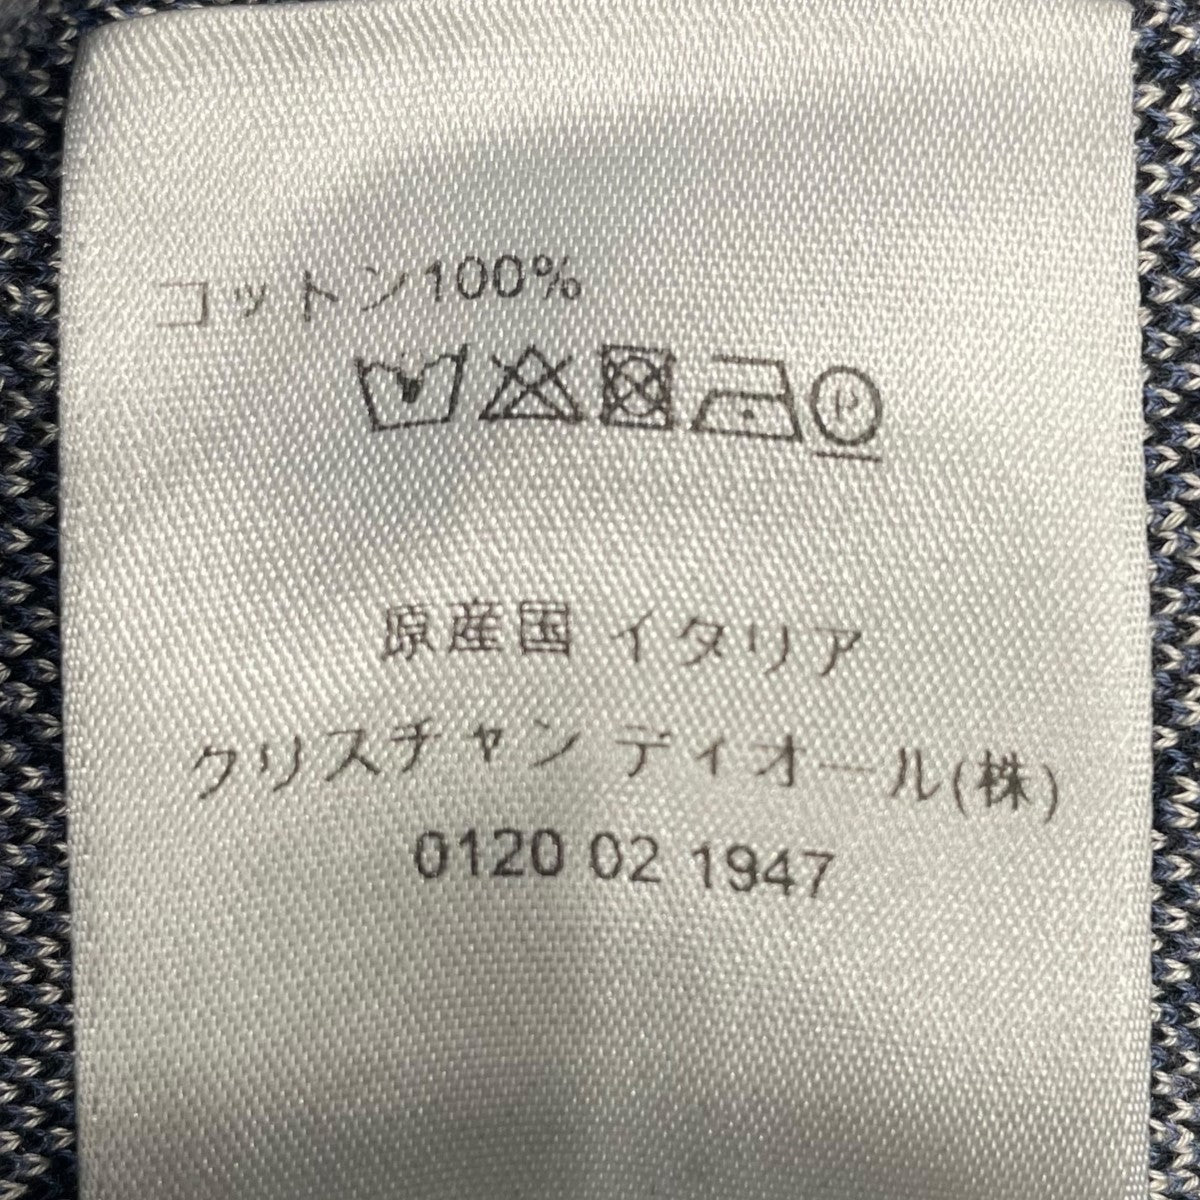 コットン100%
P
原産国 イタリア
クリスチャン ディオール(株)
0120 02 1947